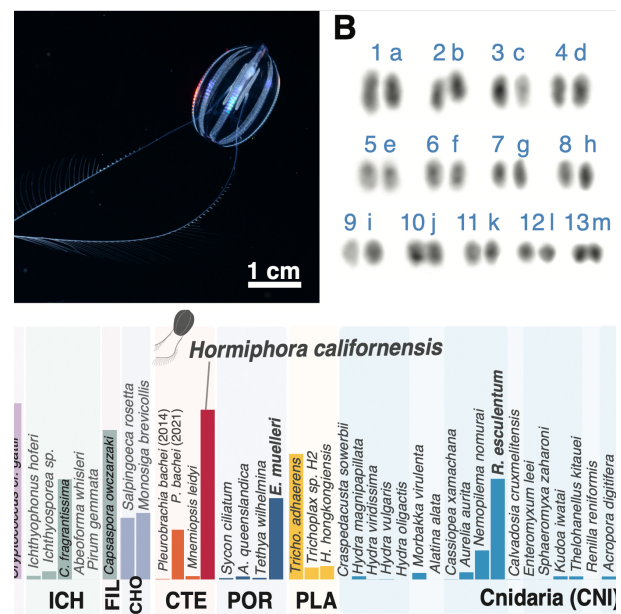 B
1 a 2 b 3 c 4 d
5 e 6 f 7 g 8 h
9 i 10 j 11 k 12 l 13 m
1 cm
Hormiphora californensis
Ichthyophonus hoferi
Ichthyosporea sp.
C. fragrantissima
Abeoforma whisleri
Pirum gemmata
Capsaspora owczarzaki
Salpingoeca rosetta
Monosiga brevicollis
Pleurobrachia bachei (2014)
P. bachei (2021)
Mnemiopsis leidyi
Sycon ciliatum
A. queenslandica
Tethya wilhelmina
E. muelleri
Tricho. adhaerens
Trichoplax sp. H2
H. hongkongiensis
Craspedacusta sowerbii
Hydra magnipapillata
Hydra viridissima
Hydra vulgaris
Hydra oligactis
Morbakka virulenta
Alatina alata
Cassiopea xamachana
Aurelia aurita
Nemopilema nomurai
R. esculentum
Calvadosia cruxmelitensis
Enteromyxum leei
Sphaeromyxa zaharoni
Kudoa iwatai
Thelohanellus kitauei
Renilla reniformis
Acropora digitifera
ICH FIL CHO CTE POR PLA Cnidaria (CNI)